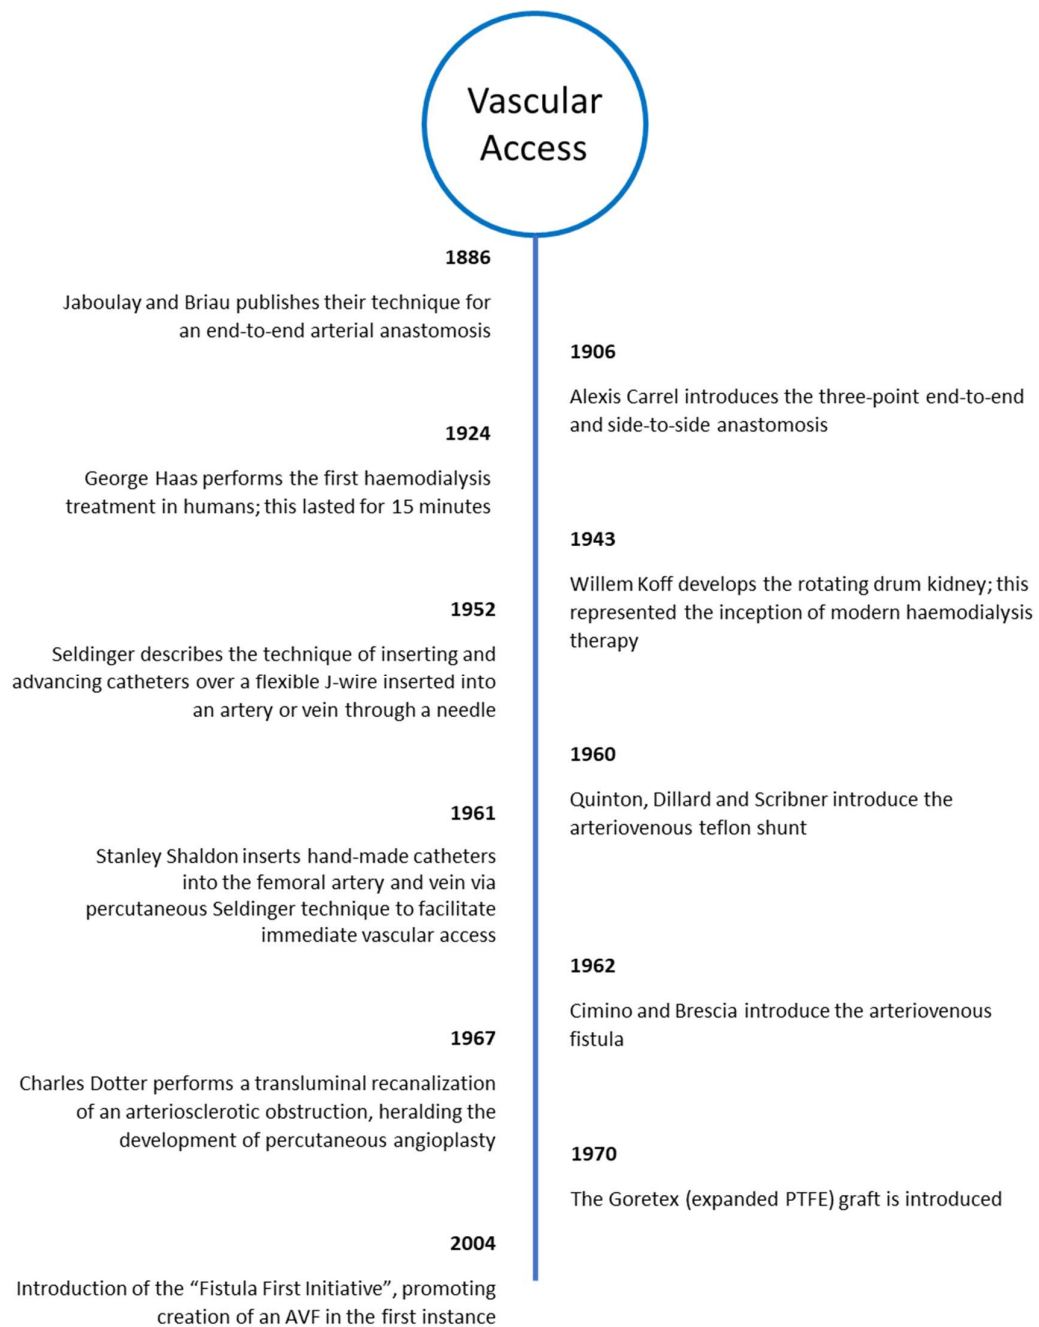 Vascular
Access
1886
Jaboulay and Briau publishes their technique for
an end-to-end arterial anastomosis
1906
Alexis Carrel introduces the three-point end-to-end
and side-to-side anastomosis
1924
George Haas performs the first haemodialysis
treatment in humans; this lasted for 15 minutes
1943
Willem Koff develops the rotating drum kidney; this
represented the inception of modern haemodialysis
therapy
1952
Seldinger describes the technique of inserting and
advancing catheters over a flexible J-wire inserted into
an artery or vein through a needle
1960
Quinton, Dillard and Scribner introduce the
arteriovenous teflon shunt
1961
Stanley Shaldon inserts hand-made catheters
into the femoral artery and vein via
percutaneous Seldinger technique to facilitate
immediate vascular access
1962
Cimino and Brescia introduce the arteriovenous
fistula
1967
Charles Dotter performs a transluminal recanalization
of an arteriosclerotic obstruction, heralding the
development of percutaneous angioplasty
1970
The Goretex (expanded PTFE) graft is introduced
2004
Introduction of the “Fistula First Initiative”, promoting
creation of an AVF in the first instance